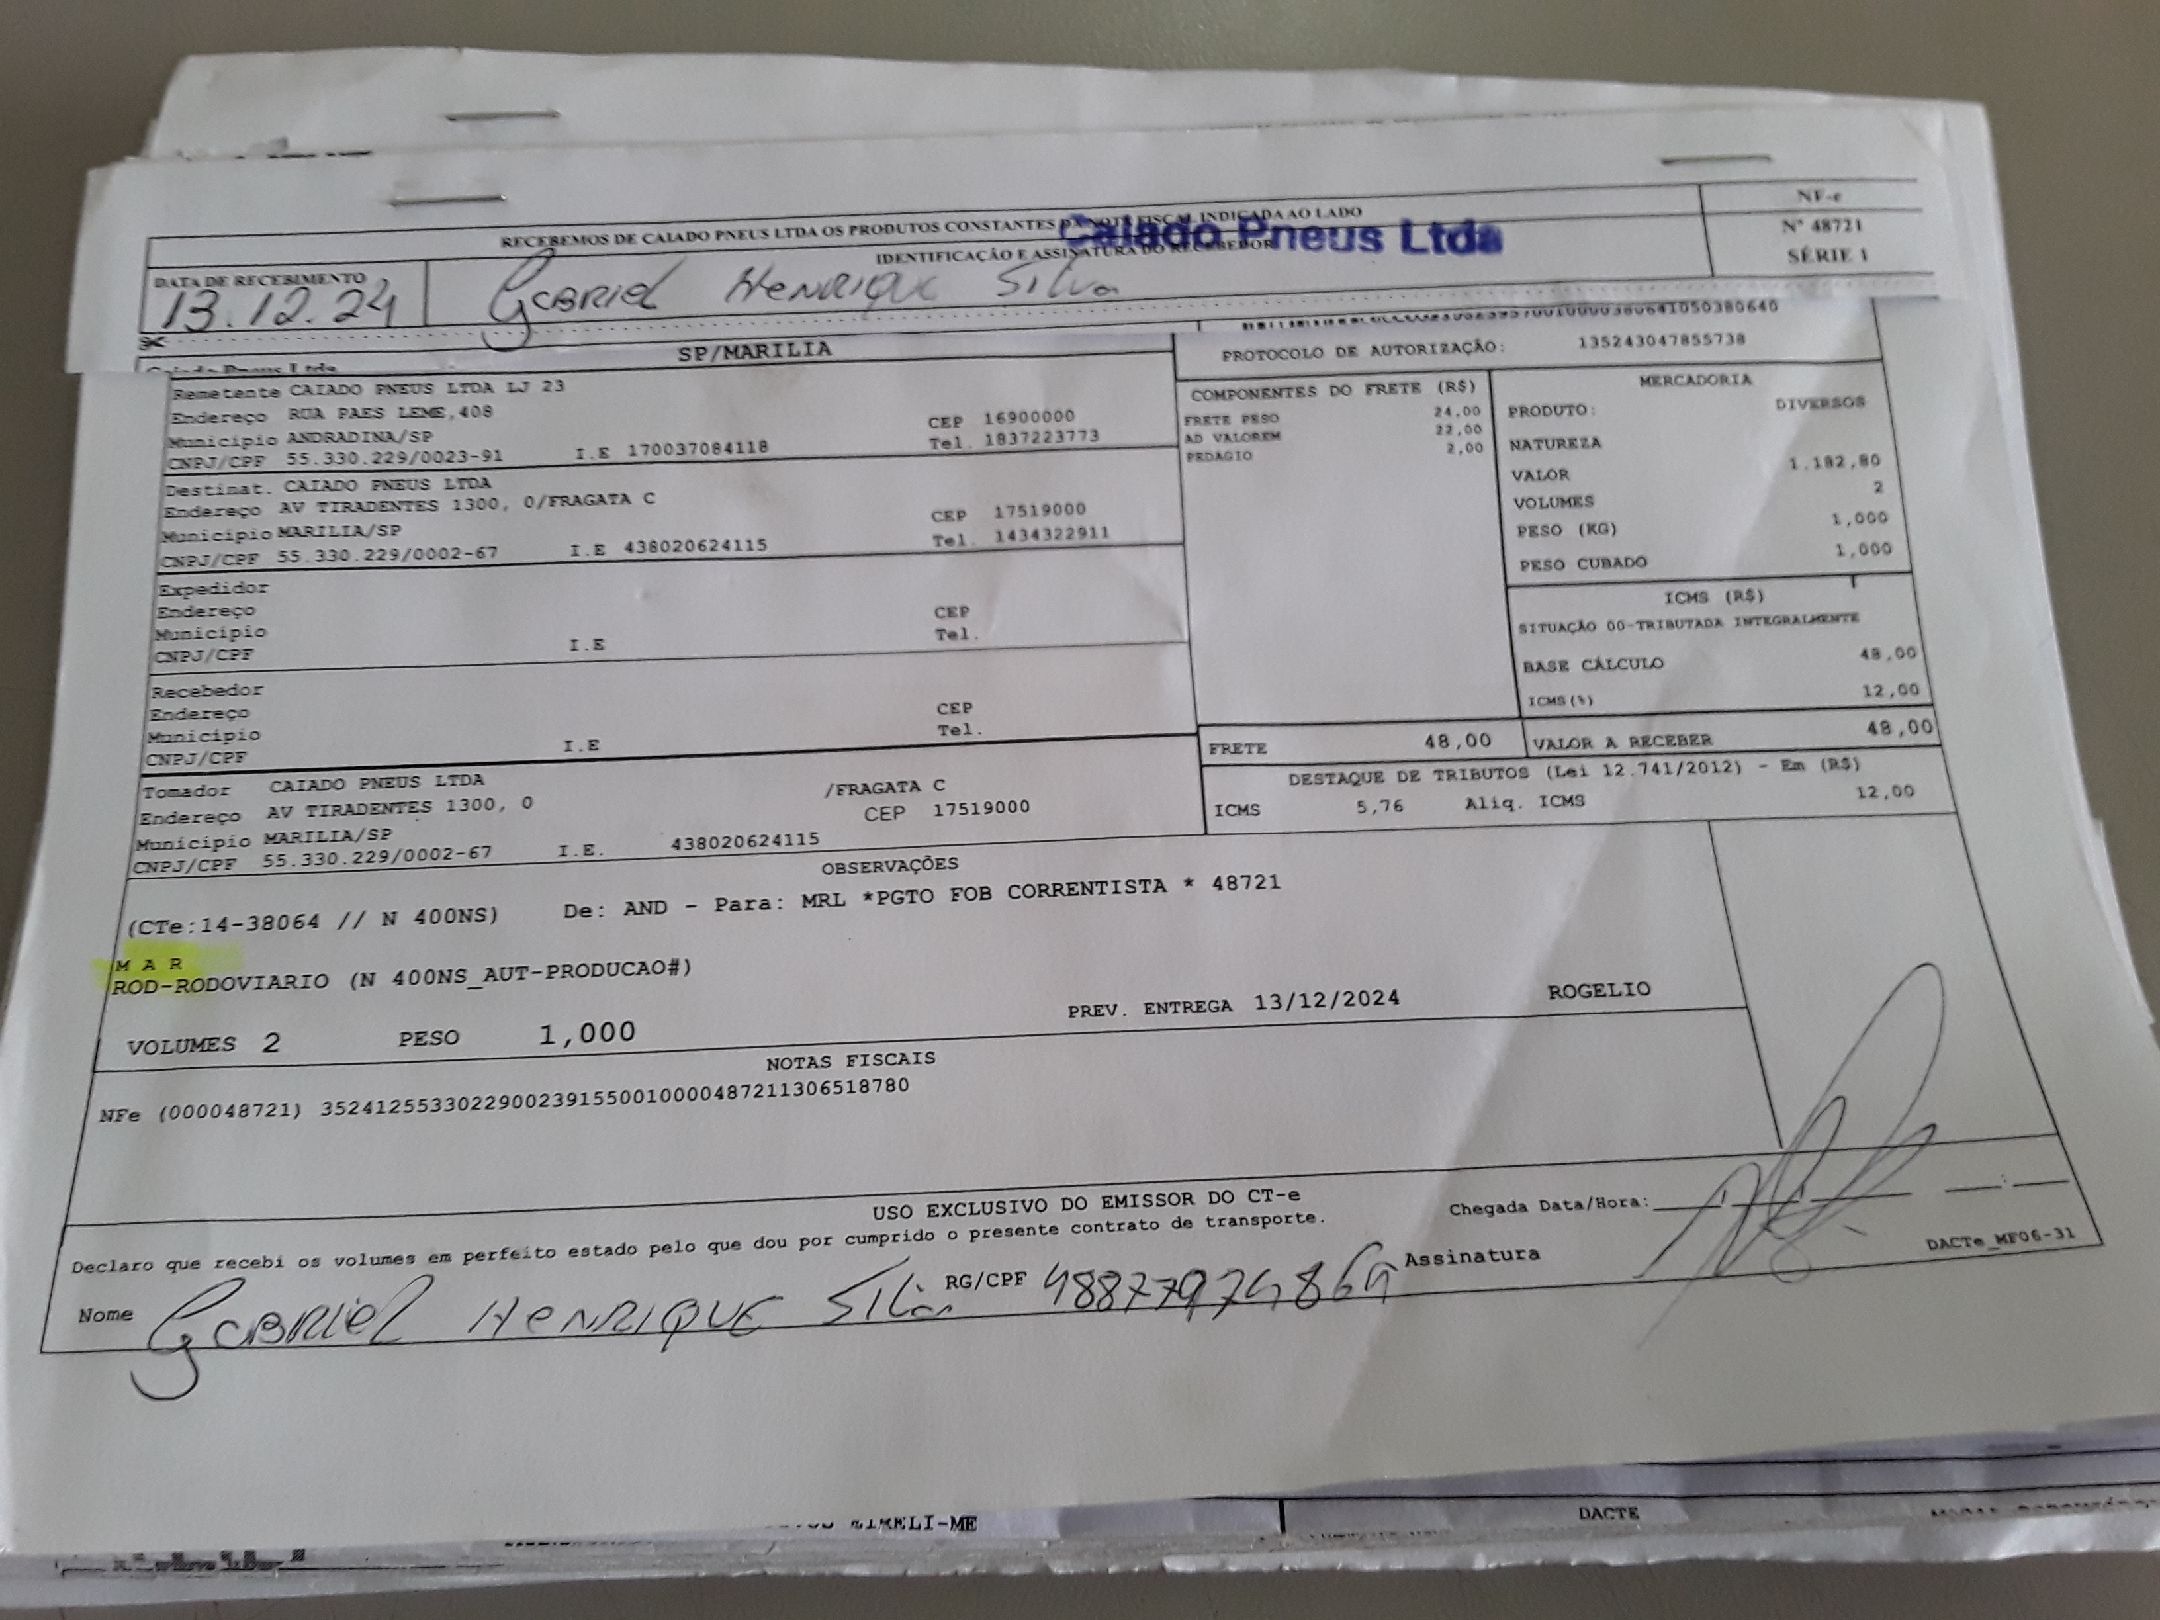 RECEBEMOS DE CAIADO PNEUS LTDA OS PRODUTOS CONSTANTES DA NOTA FISCAL INDICADA AO LADO
NF-e
Nº 48721
SÉRIE 1
Caiado Pneus Ltda
DATA DE RECEBIMENTO
13.12.24
IDENTIFICAÇÃO E ASSINATURA DO RECEBEDOR
Gabriel Henrique Silva
Caiado Pneus Ltda
SP/MARILIA
PROTOCOLO DE AUTORIZAÇÃO: 135243047855738
Remetente CAIADO PNEUS LTDA LJ 23
Endereço RUA PAES LEME,408 CEP 16900000
Município ANDRADINA/SP Tel. 1837223773
CNPJ/CPF 55.330.229/0023-91 I.E 170037084118
Destinat. CAIADO PNEUS LTDA
Endereço AV TIRADENTES 1300, 0/FRAGATA C CEP 17519000
Município MARILIA/SP Tel. 1434322911
CNPJ/CPF 55.330.229/0002-67 I.E 438020624115
Expedidor
Endereço CEP
Município Tel.
CNPJ/CPF I.E
Recebedor
Endereço CEP
Município Tel.
CNPJ/CPF I.E
Tomador CAIADO PNEUS LTDA /FRAGATA C
Endereço AV TIRADENTES 1300, 0 CEP 17519000
Município MARILIA/SP
CNPJ/CPF 55.330.229/0002-67 I.E. 438020624115
COMPONENTES DO FRETE (R$)
FRETE PESO 24,00
AD VALOREM 22,00
PEDAGIO 2,00
MERCADORIA
PRODUTO: DIVERSOS
NATUREZA
VALOR 1.182,80
VOLUMES 2
PESO (KG) 1,000
PESO CUBADO 1,000
ICMS (R$)
SITUAÇÃO 00-TRIBUTADA INTEGRALMENTE
BASE CÁLCULO 48,00
ICMS(%) 12,00
FRETE 48,00 VALOR A RECEBER 48,00
DESTAQUE DE TRIBUTOS (Lei 12.741/2012) - Em (R$)
ICMS 5,76 Aliq. ICMS 12,00
OBSERVAÇÕES
(CTe:14-38064 // N 400NS) De: AND - Para: MRL *PGTO FOB CORRENTISTA * 48721
M A R
ROD-RODOVIARIO (N 400NS_AUT-PRODUCAO#)
VOLUMES 2 PESO 1,000 PREV. ENTREGA 13/12/2024 ROGELIO
NOTAS FISCAIS
NFe (000048721) 35241255330229002391550010000487211306518780
USO EXCLUSIVO DO EMISSOR DO CT-e
Declaro que recebi os volumes em perfeito estado pelo que dou por cumprido o presente contrato de transporte.
Chegada Data/Hora:
Nome Gabriel Henrique Silva RG/CPF Assinatura
DACTe_MF06-31
EIRELI-ME
DACTE